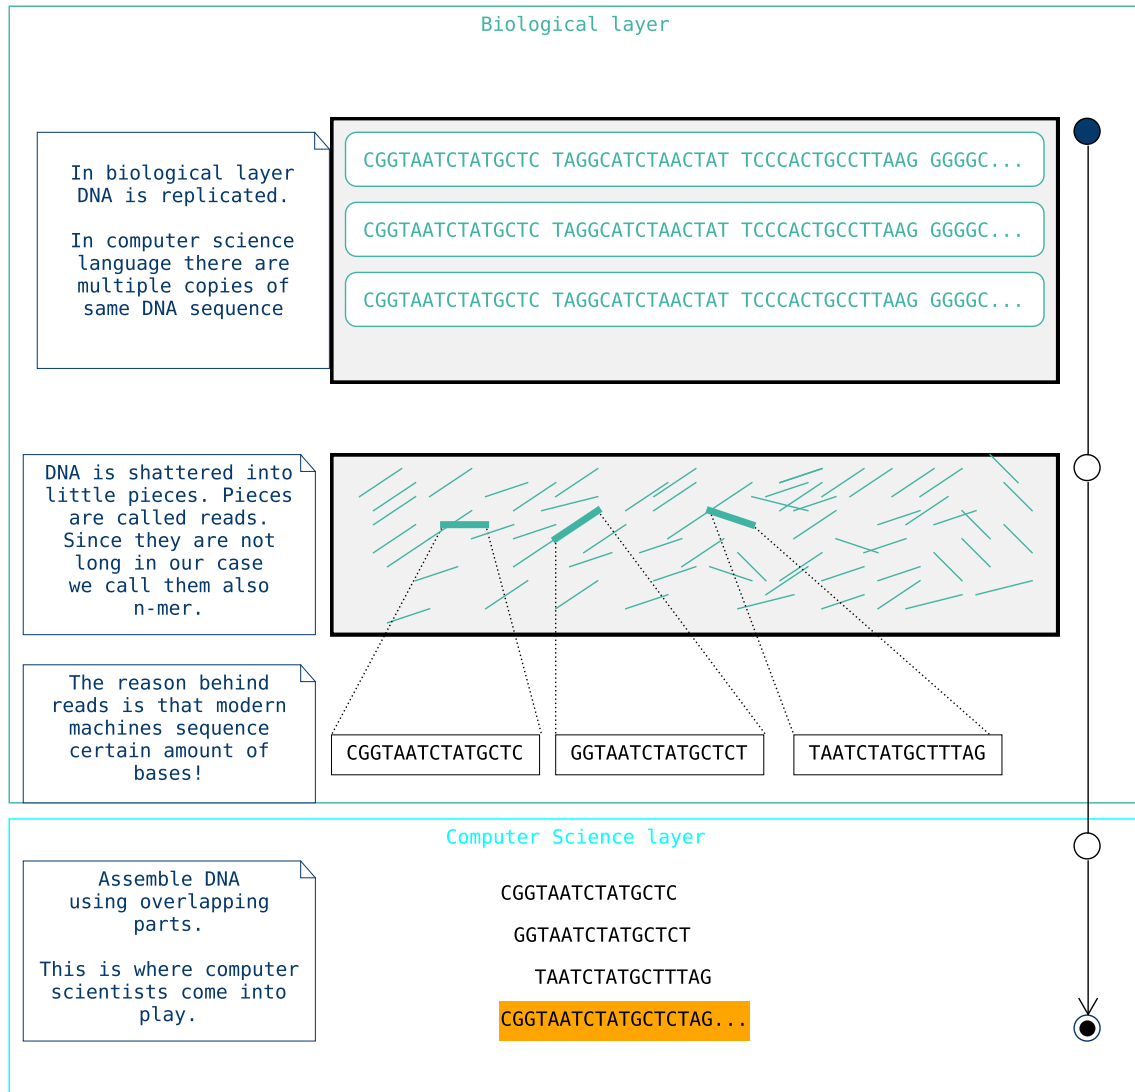 Biological layer
In biological layer
DNA is replicated.
In computer science
language there are
multiple copies of
same DNA sequence
CGGTAATCTATGCTC TAGGCATCTAACTAT TCCCACTGCCTTAAG GGGGC...
CGGTAATCTATGCTC TAGGCATCTAACTAT TCCCACTGCCTTAAG GGGGC...
CGGTAATCTATGCTC TAGGCATCTAACTAT TCCCACTGCCTTAAG GGGGC...
DNA is shattered into
little pieces. Pieces
are called reads.
Since they are not
long in our case
we call them also
n-mer.
The reason behind
reads is that modern
machines sequence
certain amount of
bases!
CGGTAATCTATGCTC
GGTAATCTATGCTCT
TAATCTATGCTTTAG
Computer Science layer
Assemble DNA
using overlapping
parts.
This is where computer
scientists come into
play.
CGGTAATCTATGCTC
GGTAATCTATGCTCT
TAATCTATGCTTTAG
CGGTAATCTATGCTCTAG...